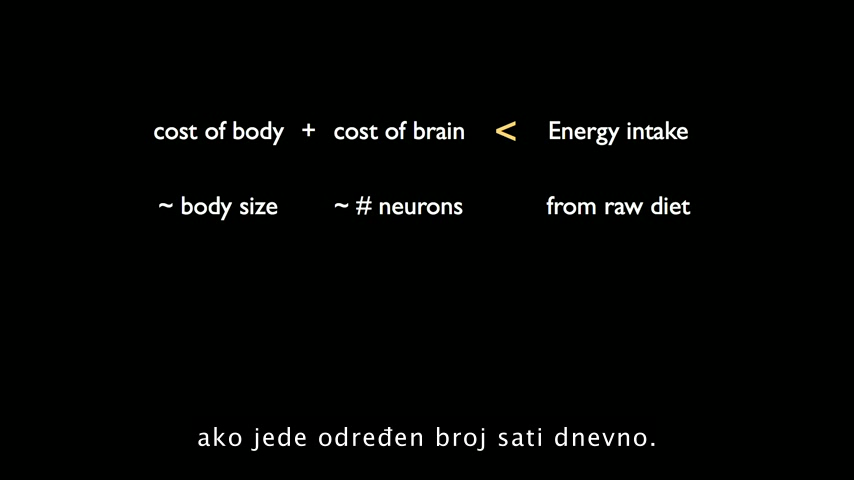 cost of body + cost of brain < Energy intake
~ body size ~ # neurons from raw diet
ako jede određen broj sati dnevno.